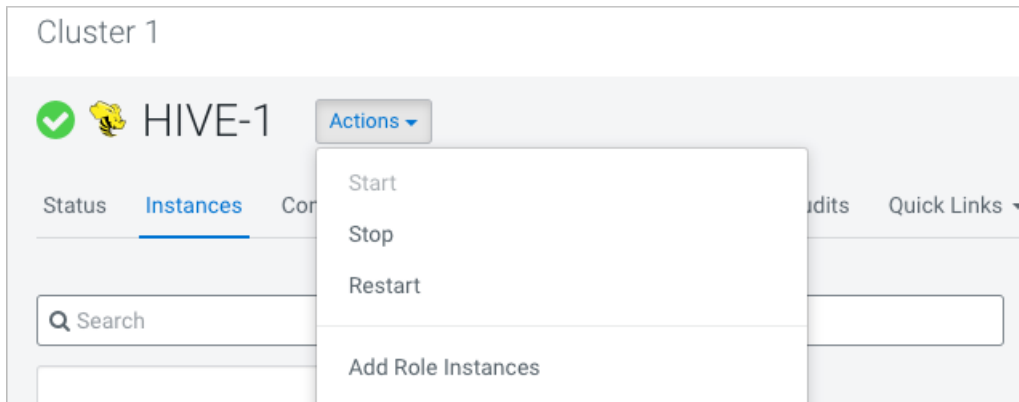 Cluster 1
HIVE-1 Actions
Start
Status Instances Quick Links
Stop
Restart
Search
Add Role Instances